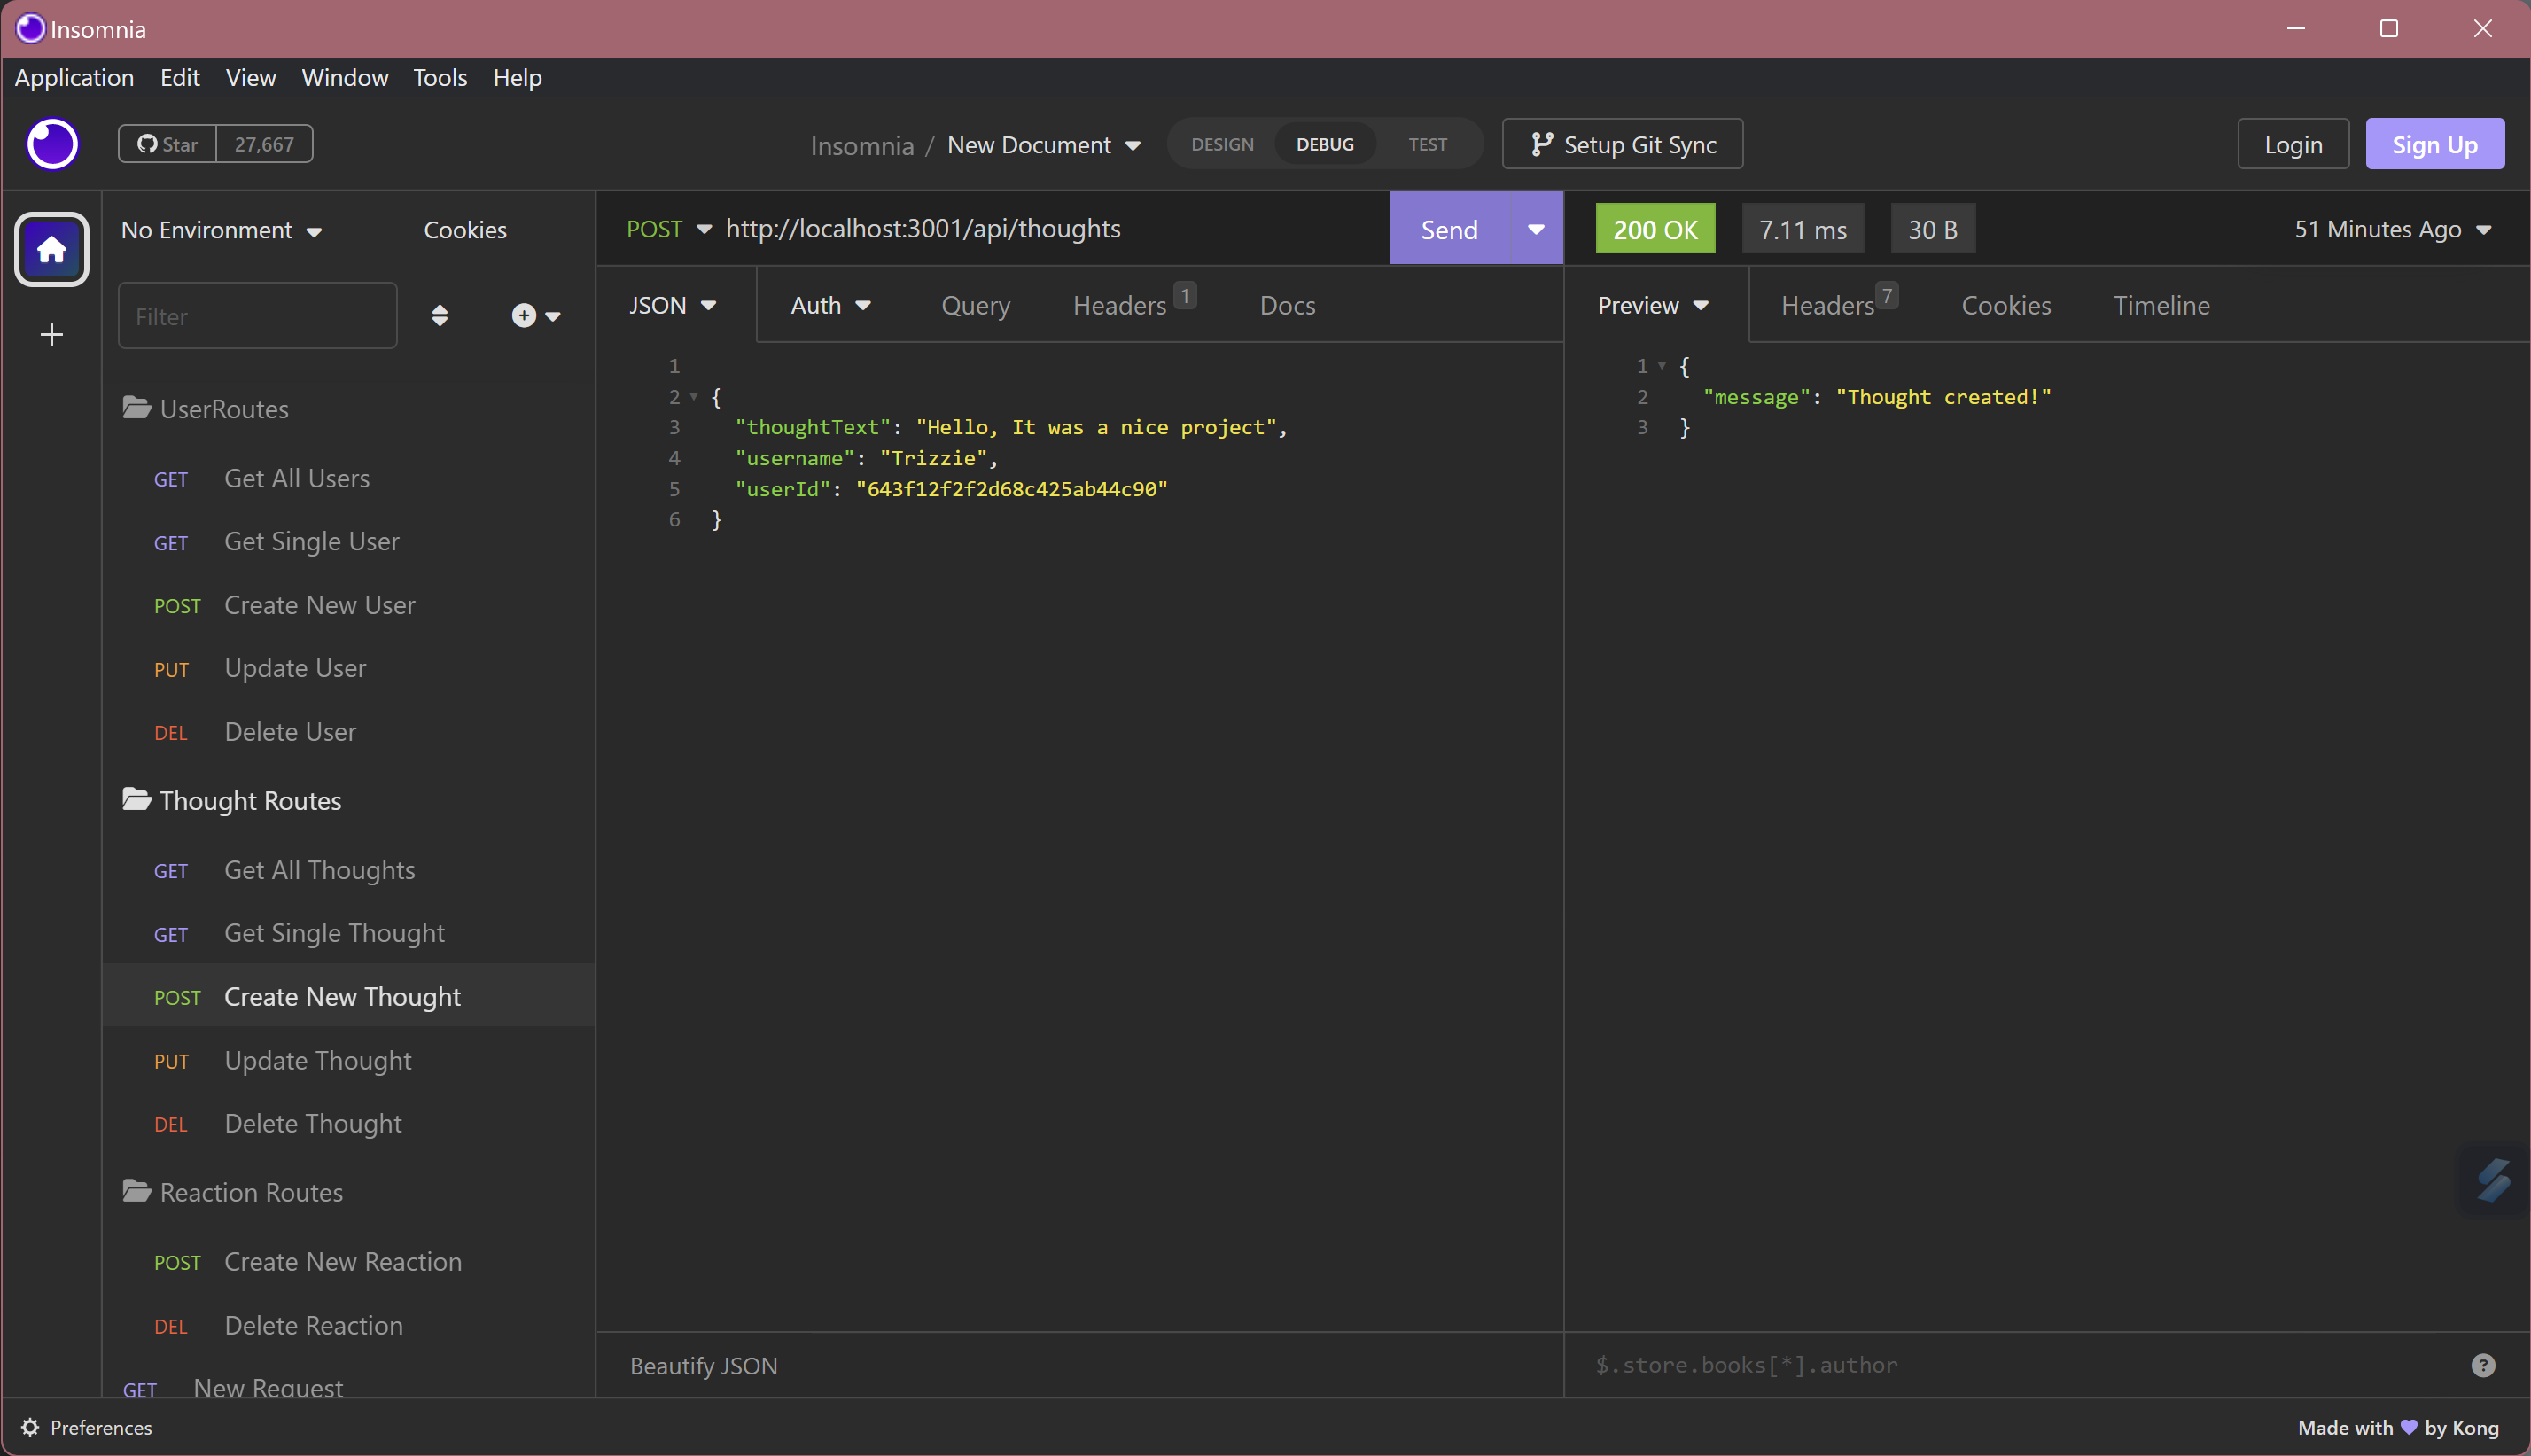 Insomnia
Application Edit View Window Tools Help
Star 27,667
Insomnia / New Document DESIGN DEBUG TEST Setup Git Sync Login Sign Up
No Environment Cookies
Filter
UserRoutes
GET Get All Users
GET Get Single User
POST Create New User
PUT Update User
DEL Delete User
Thought Routes
GET Get All Thoughts
GET Get Single Thought
POST Create New Thought
PUT Update Thought
DEL Delete Thought
Reaction Routes
POST Create New Reaction
DEL Delete Reaction
GET New Request
POST http://localhost:3001/api/thoughts Send
JSON Auth Query Headers 1 Docs
1
2 {
3 "thoughtText": "Hello, It was a nice project",
4 "username": "Trizzie",
5 "userId": "643f12f2f2d68c425ab44c90"
6 }
Beautify JSON
200 OK 7.11 ms 30 B 51 Minutes Ago
Preview Headers 7 Cookies Timeline
1 {
2 "message": "Thought created!"
3 }
$.store.books[*].author ?
Preferences
Made with 💜 by Kong